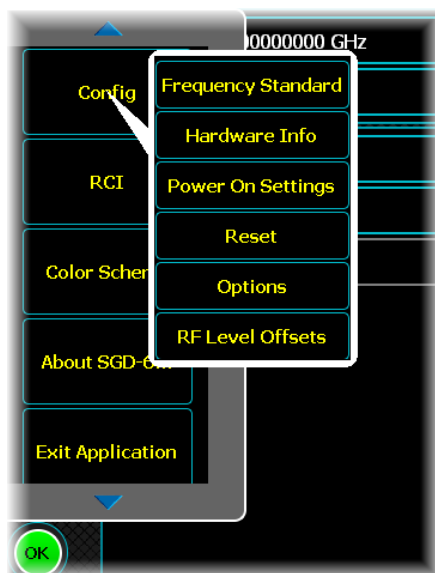 00000000 GHz
Config
RCI
Color Schem
About SGD-6...
Exit Application
Frequency Standard
Hardware Info
Power On Settings
Reset
Options
RF Level Offsets
OK